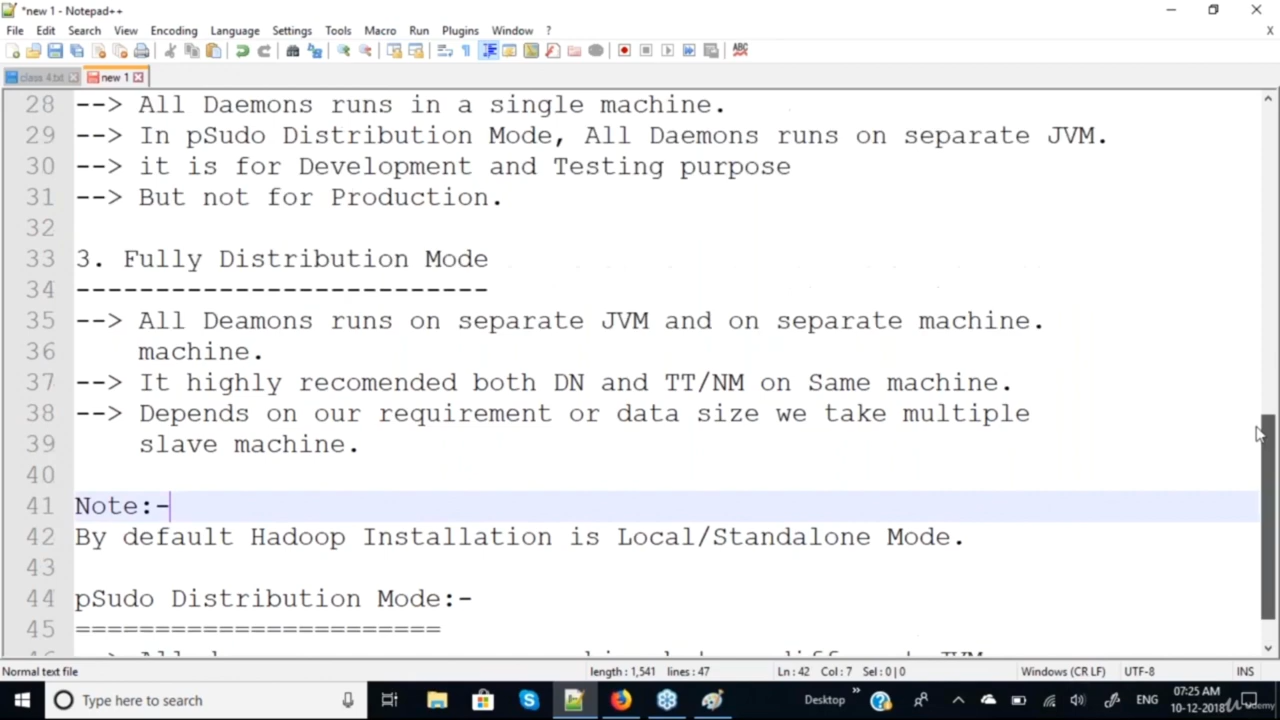 *new 1 - Notepad++
File Edit Search View Encoding Language Settings Tools Macro Run Plugins Window ? X
ABC
class 4.txt new 1
28 --> All Daemons runs in a single machine.
29 --> In pSudo Distribution Mode, All Daemons runs on separate JVM.
30 --> it is for Development and Testing purpose
31 --> But not for Production.
32
33 3. Fully Distribution Mode
34 --------------------------
35 --> All Deamons runs on separate JVM and on separate machine.
36 machine.
37 --> It highly recomended both DN and TT/NM on Same machine.
38 --> Depends on our requirement or data size we take multiple
39 slave machine.
40
41 Note:-
42 By default Hadoop Installation is Local/Standalone Mode.
43
44 pSudo Distribution Mode:-
45 =======================
Normal text file length : 1,541 lines : 47 Ln : 42 Col : 7 Sel : 0 | 0 Windows (CR LF) UTF-8 INS
Type here to search Desktop ENG 07:25 AM
10-12-2018
Udemy